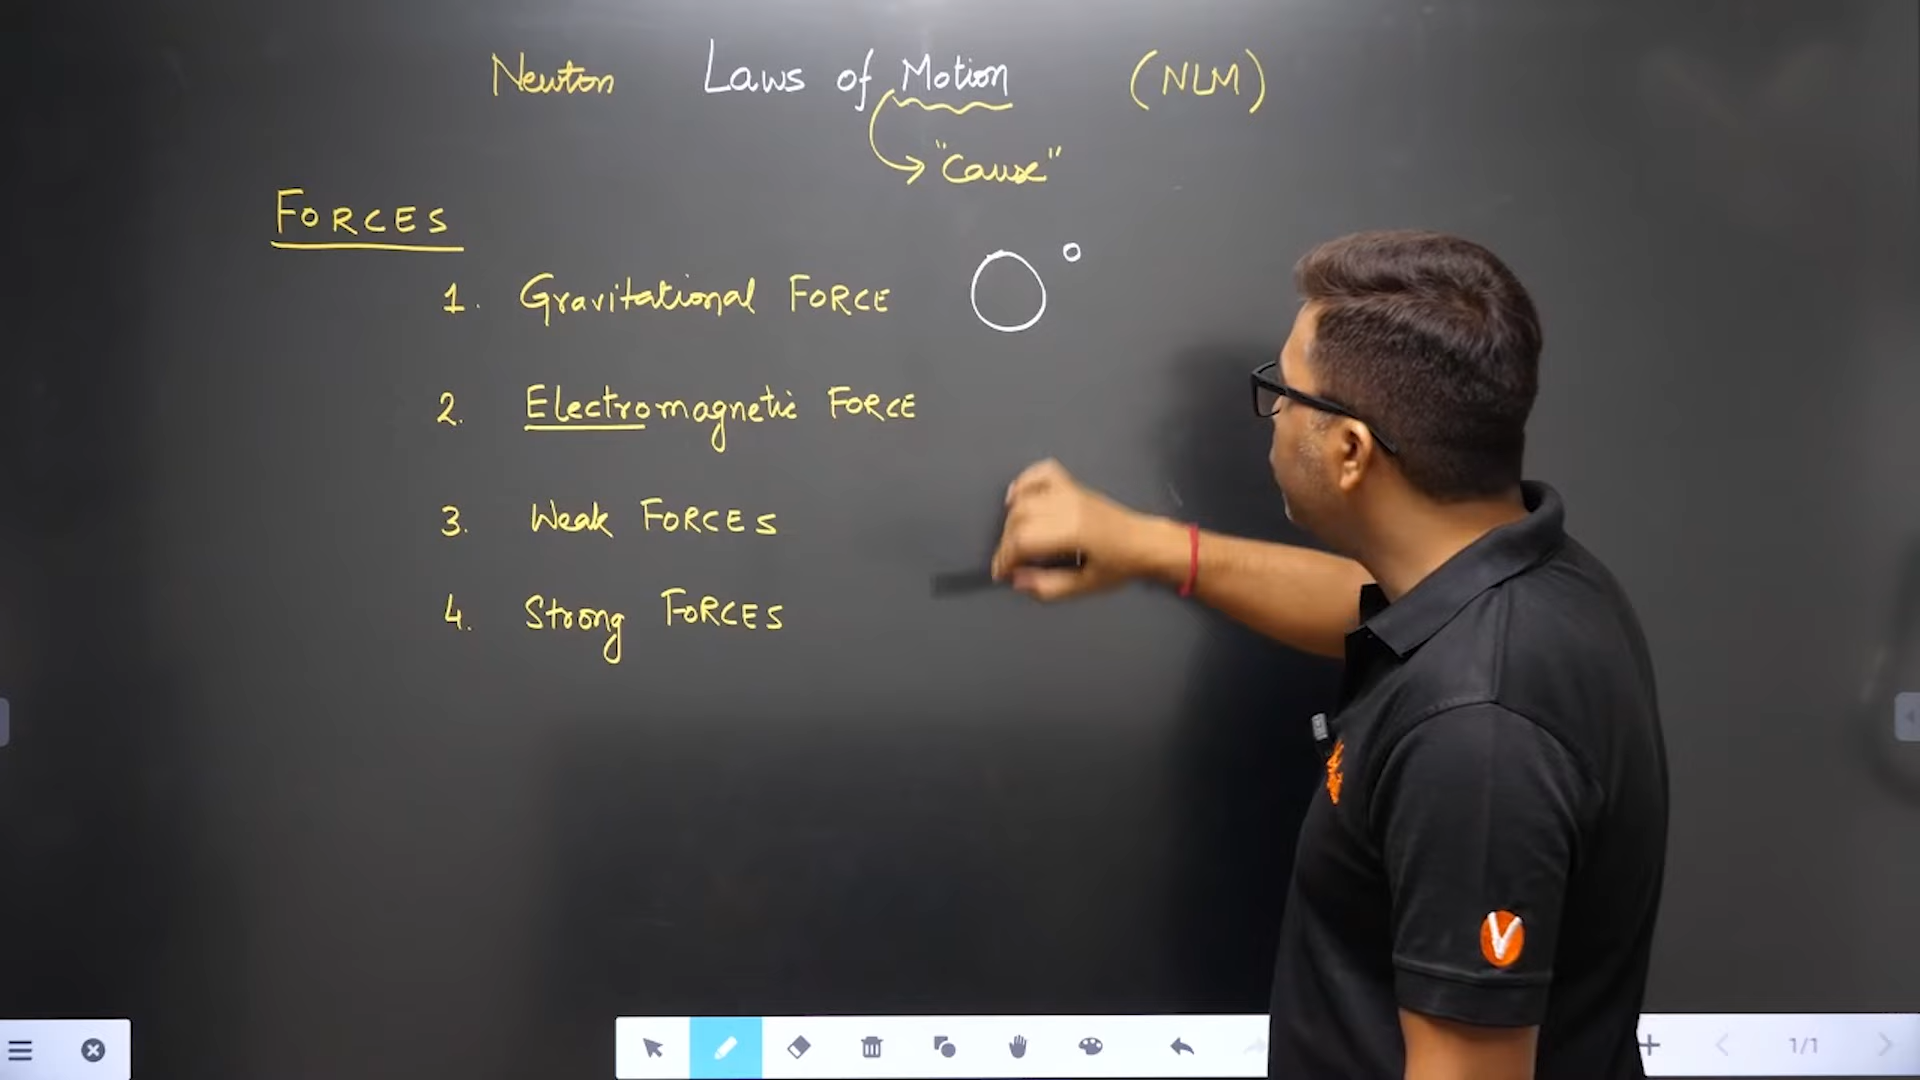 Newton Laws of Motion (NLM)
"Cause"
FORCES
1. Gravitational FORCE
2. Electromagnetic FORCE
3. Weak FORCES
4. Strong FORCES
V
1/1